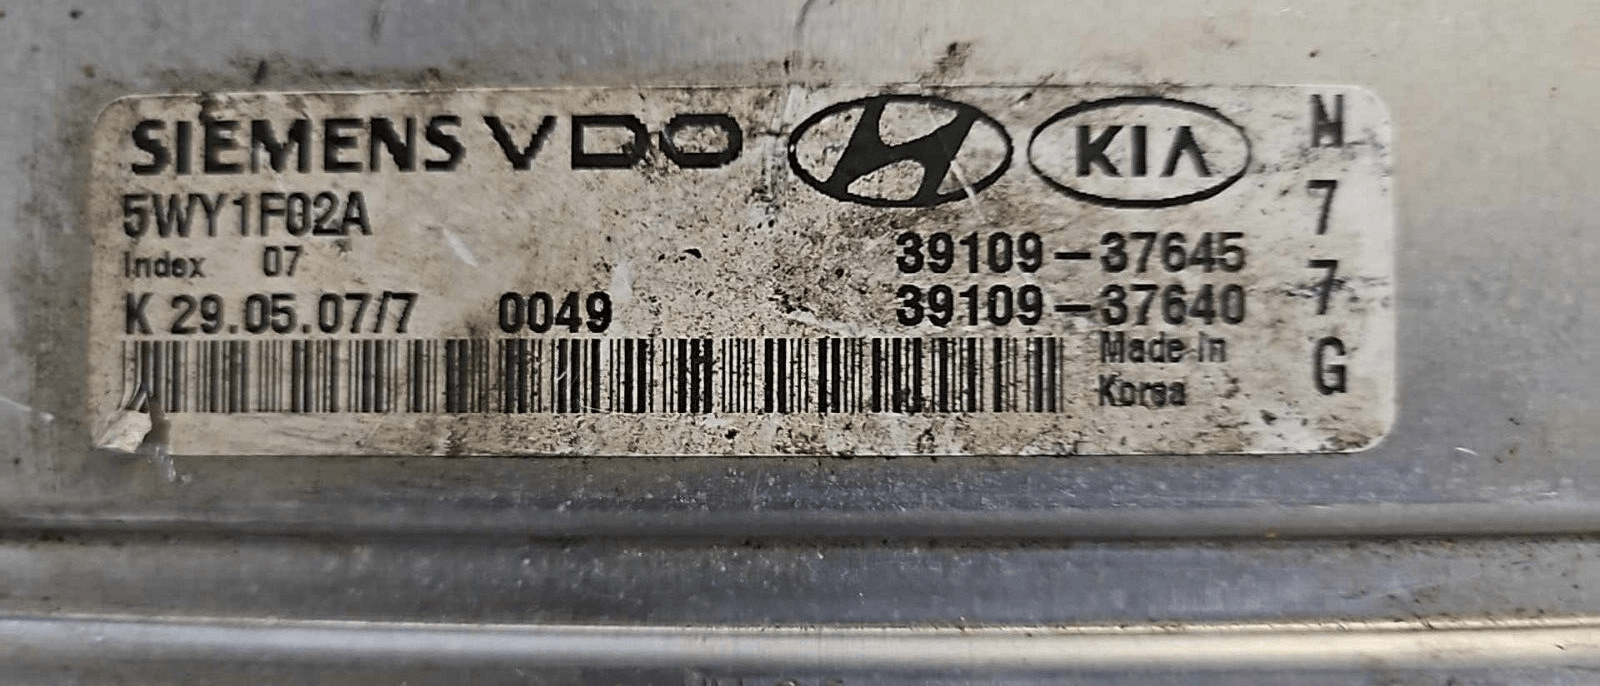 SIEMENS VDO KIA
5WY1F02A
Index 07
K 29.05.07/7 0049
39109-37645
39109-37640
Made in
Korea
N
7
7
G